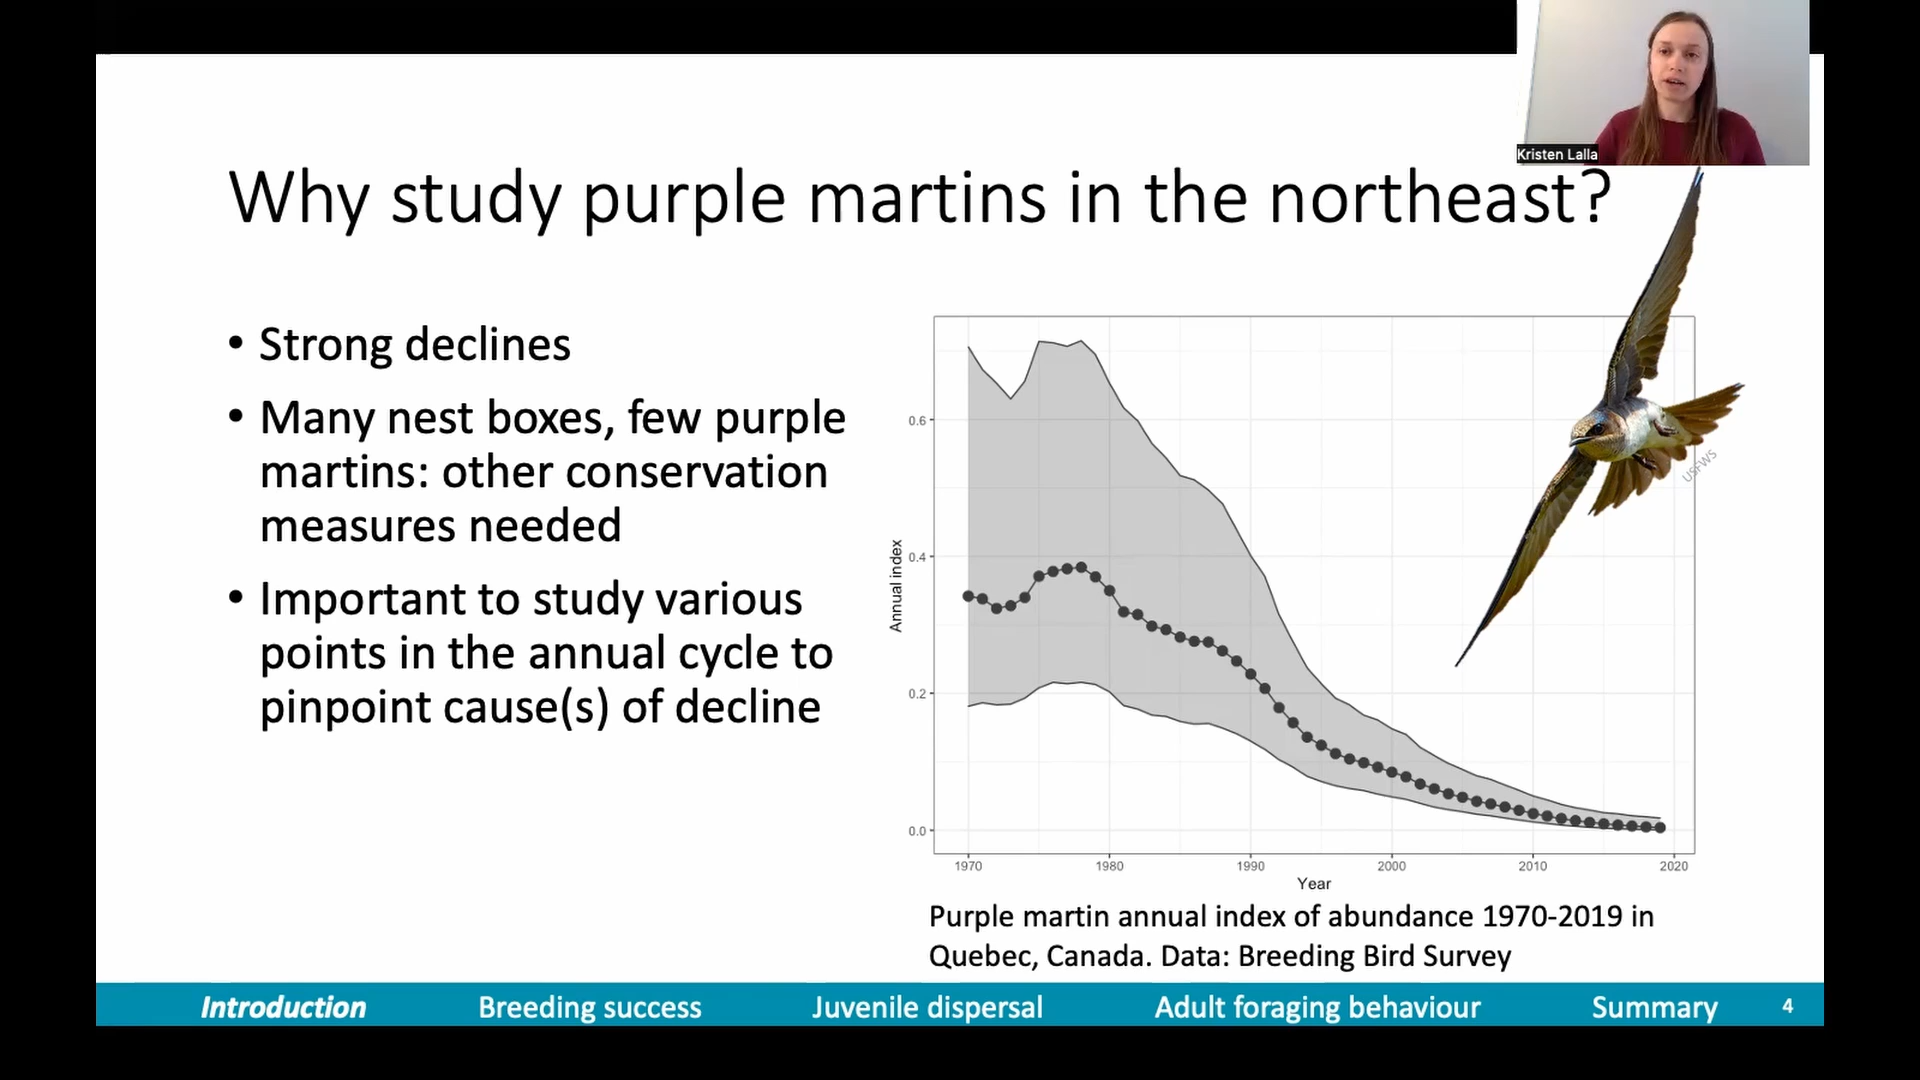 Kristen Lalla
Why study purple martins in the northeast?
• Strong declines
• Many nest boxes, few purple
martins: other conservation
measures needed
• Important to study various
points in the annual cycle to
pinpoint cause(s) of decline
USFWS
Annual index
0.6
0.4
0.2
0.0
1970 1980 1990 2000 2010 2020
Year
Purple martin annual index of abundance 1970-2019 in
Quebec, Canada. Data: Breeding Bird Survey
Introduction Breeding success Juvenile dispersal Adult foraging behaviour Summary 4